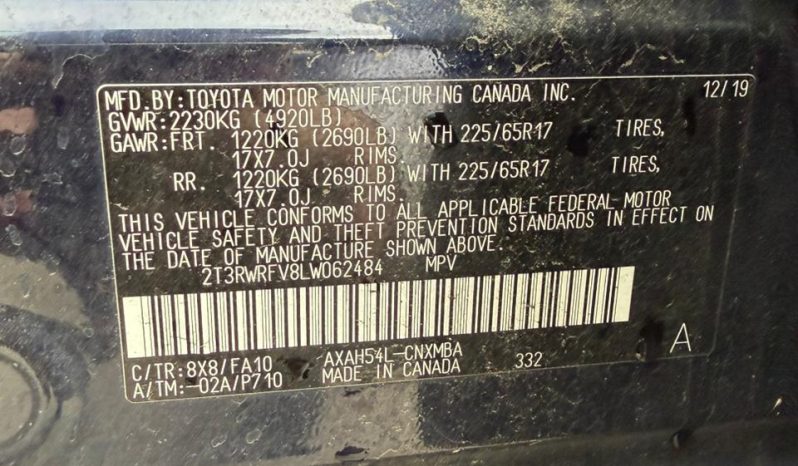 MFD.BY:TOYOTA MOTOR MANUFACTURING CANADA INC. 12/19
GVWR:2230KG (4920LB)
GAWR:FRT. 1220KG (2690LB) WITH 225/65R17 TIRES,
17X7.0J RIMS.
RR. 1220KG (2690LB) WITH 225/65R17 TIRES,
17X7.0J RIMS.
THIS VEHICLE CONFORMS TO ALL APPLICABLE FEDERAL MOTOR
VEHICLE SAFETY AND THEFT PREVENTION STANDARDS IN EFFECT ON
THE DATE OF MANUFACTURE SHOWN ABOVE.
2T3RWRFV8LW062484 MPV
C/TR:8X8/FA10 AXAH54L-CNXMBA 332 A
A/TM:-02A/P710 MADE IN CANADA